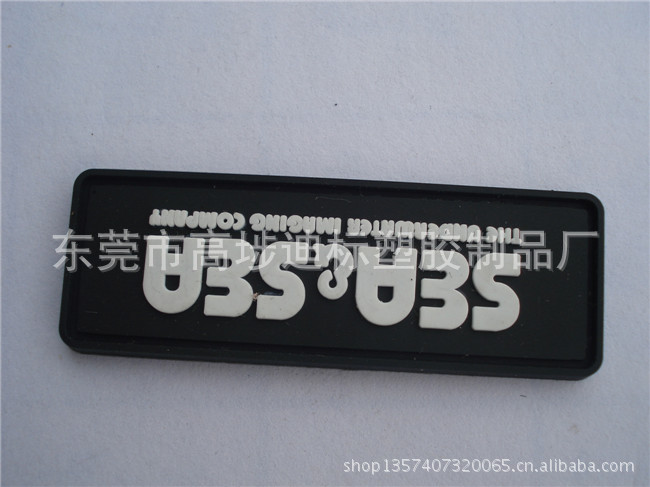 SEA&SEA
THE UNDERWATER IMAGING COMPANY
东莞市高埗迪标塑胶制品厂
shop1357407320065.cn.alibaba.com